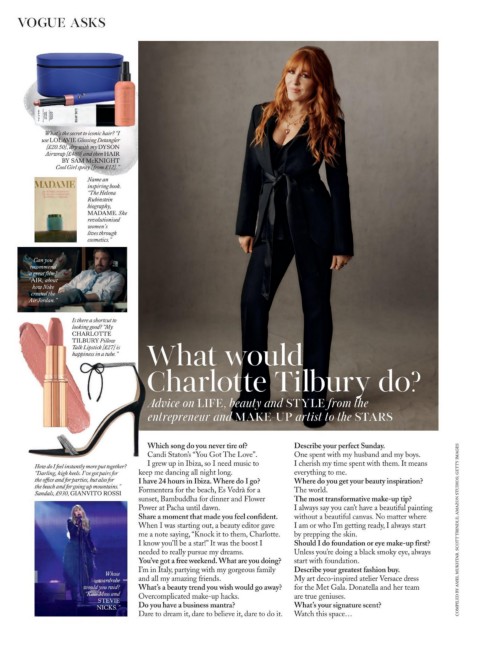 VOGUE ASKS
What's the secret to iconic hair? "I
use LOLAVIE Glossing Detangler
[£20.50], dry with my DYSON
Airwrap [£480] and then HAIR
BY SAM McKNIGHT
Cool Girl spray [from £12]."
Name an
inspiring book.
"The Helena
Rubinstein
biography,
MADAME. She
revolutionised
women's
lives through
cosmetics."
MADAME
Can you
recommend
a great film?
"AIR, about
how Nike
created the
Air Jordan."
Is there a shortcut to
looking good? "My
CHARLOTTE
TILBURY Pillow
Talk Lipstick [£27] is
happiness in a tube."
How do I feel instantly more put together?
"Darling, high heels. I've got pairs for
the office and for parties, but also for
the beach and for going up mountains."
Sandals, £930, GIANVITO ROSSI
Whose
wardrobe
would you need?
"Kate Moss and
STEVIE
NICKS."
What would
Charlotte Tilbury do?
Advice on LIFE, beauty and STYLE from the
entrepreneur and MAKE-UP artist to the STARS
Which song do you never tire of?
Candi Staton's "You Got The Love".
I grew up in Ibiza, so I need music to
keep me dancing all night long.
I have 24 hours in Ibiza. Where do I go?
Formentera for the beach, Es Vedrà for a
sunset, Bambuddha for dinner and Flower
Power at Pacha until dawn.
Share a moment that made you feel confident.
When I was starting out, a beauty editor gave
me a note saying, "Knock it to them, Charlotte.
I know you'll be a star!" It was the boost I
needed to really pursue my dreams.
You've got a free weekend. What are you doing?
I'm in Italy, partying with my gorgeous family
and all my amazing friends.
What's a beauty trend you wish would go away?
Overcomplicated make-up hacks.
Do you have a business mantra?
Dare to dream it, dare to believe it, dare to do it.
Describe your perfect Sunday.
One spent with my husband and my boys.
I cherish my time spent with them. It means
everything to me.
Where do you get your beauty inspiration?
The world.
The most transformative make-up tip?
I always say you can't have a beautiful painting
without a beautiful canvas. No matter where
I am or who I'm getting ready, I always start
by prepping the skin.
Should I do foundation or eye make-up first?
Unless you're doing a black smoky eye, always
start with foundation.
Describe your greatest fashion buy.
My art deco-inspired atelier Versace dress
for the Met Gala. Donatella and her team
are true geniuses.
What's your signature scent?
Watch this space…
GETTY IMAGES